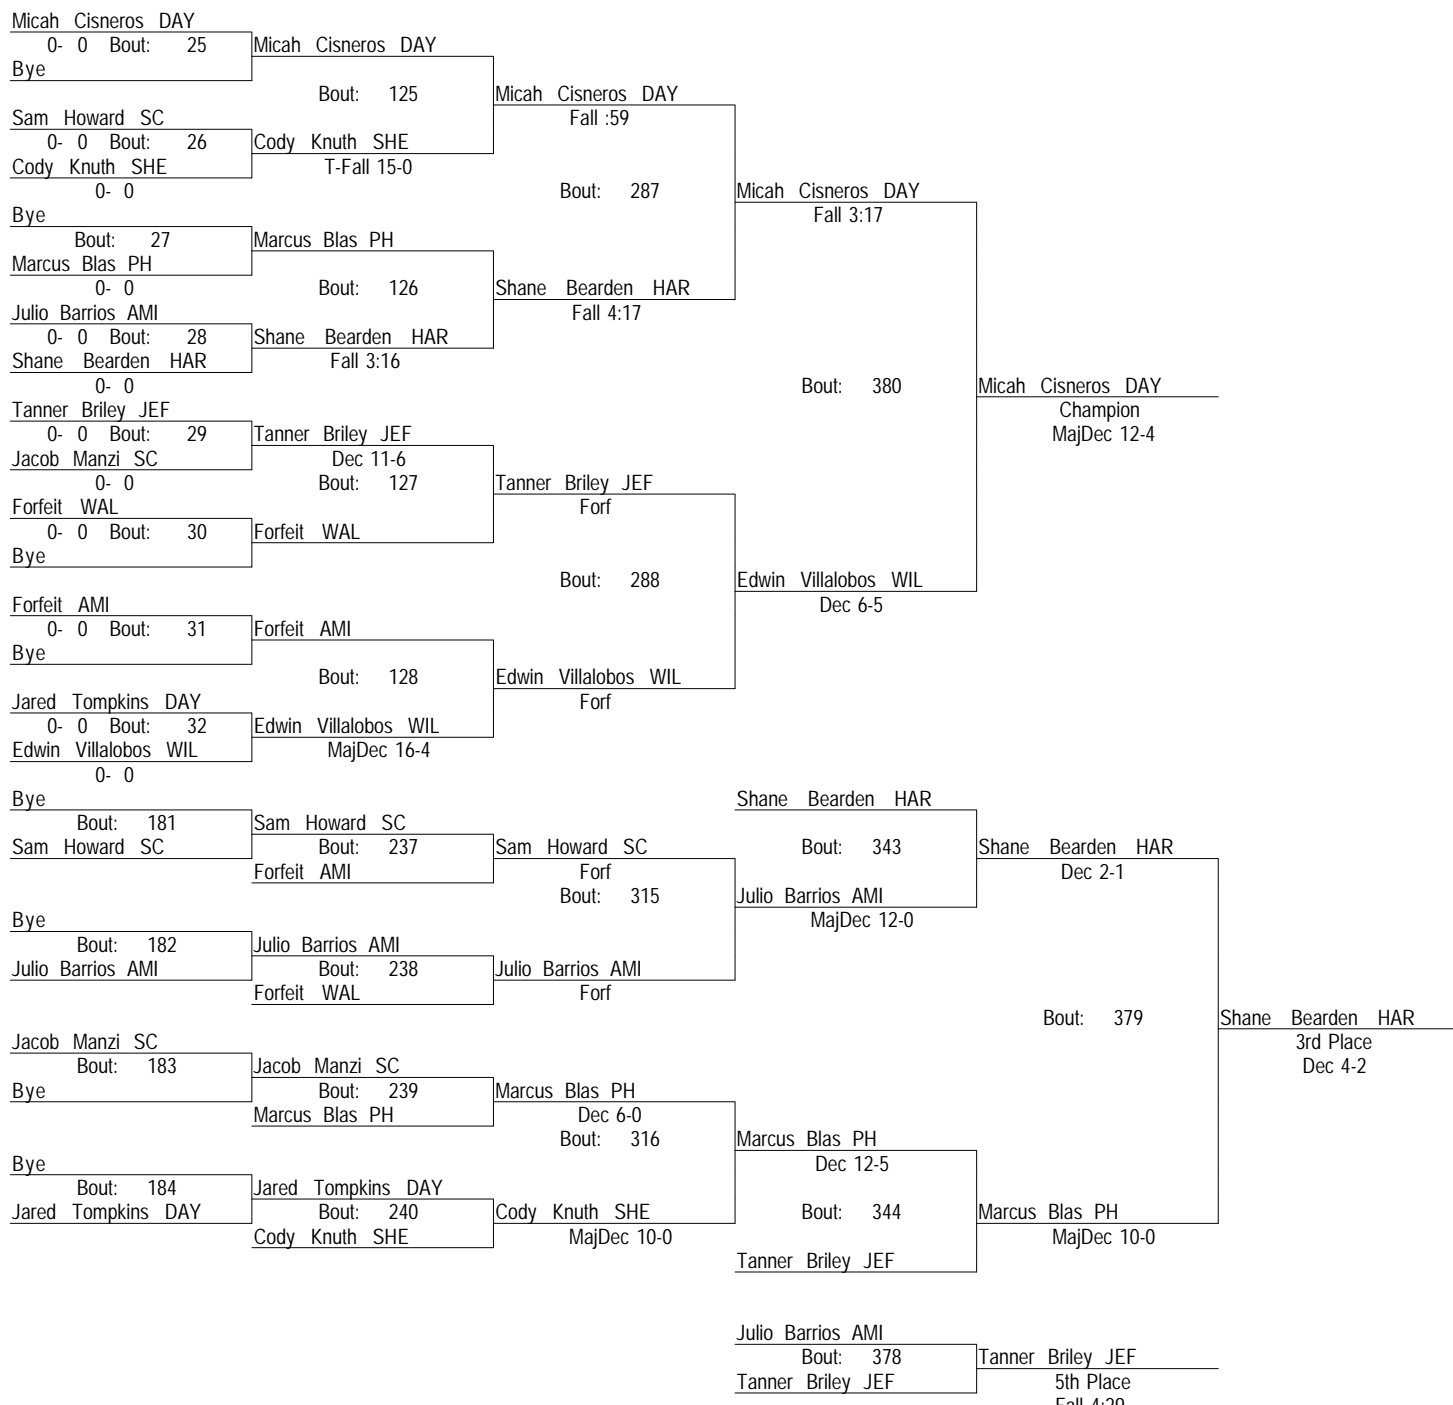 Micah Cisneros DAY
0- 0 Bout: 25 Micah Cisneros DAY
Bye
Bout: 125 Micah Cisneros DAY
Sam Howard SC Fall :59
0- 0 Bout: 26 Cody Knuth SHE
Cody Knuth SHE T-Fall 15-0
0- 0 Bout: 287 Micah Cisneros DAY
Bye Fall 3:17
Bout: 27 Marcus Blas PH
Marcus Blas PH
0- 0 Bout: 126 Shane Bearden HAR
Julio Barrios AMI Fall 4:17
0- 0 Bout: 28 Shane Bearden HAR
Shane Bearden HAR Fall 3:16
0- 0 Bout: 380 Micah Cisneros DAY
Tanner Briley JEF Champion
0- 0 Bout: 29 Tanner Briley JEF MajDec 12-4
Jacob Manzi SC Dec 11-6
0- 0 Bout: 127 Tanner Briley JEF
Forfeit WAL Forf
0- 0 Bout: 30 Forfeit WAL
Bye
Bout: 288 Edwin Villalobos WIL
Forfeit AMI Dec 6-5
0- 0 Bout: 31 Forfeit AMI
Bye
Bout: 128 Edwin Villalobos WIL
Jared Tompkins DAY Forf
0- 0 Bout: 32 Edwin Villalobos WIL
Edwin Villalobos WIL MajDec 16-4
0- 0
Bye Shane Bearden HAR
Bout: 181 Sam Howard SC
Sam Howard SC Bout: 237 Sam Howard SC Bout: 343 Shane Bearden HAR
Forfeit AMI Forf Dec 2-1
Bout: 315 Julio Barrios AMI
Bye MajDec 12-0
Bout: 182 Julio Barrios AMI
Julio Barrios AMI Bout: 238 Julio Barrios AMI
Forfeit WAL Forf
Bout: 379 Shane Bearden HAR
Jacob Manzi SC 3rd Place
Bout: 183 Jacob Manzi SC Dec 4-2
Bye Bout: 239 Marcus Blas PH
Marcus Blas PH Dec 6-0
Bout: 316 Marcus Blas PH
Bye Dec 12-5
Bout: 184 Jared Tompkins DAY
Jared Tompkins DAY Bout: 240 Cody Knuth SHE Bout: 344 Marcus Blas PH
Cody Knuth SHE MajDec 10-0 MajDec 10-0
Tanner Briley JEF
Julio Barrios AMI
Bout: 378 Tanner Briley JEF
Tanner Briley JEF 5th Place